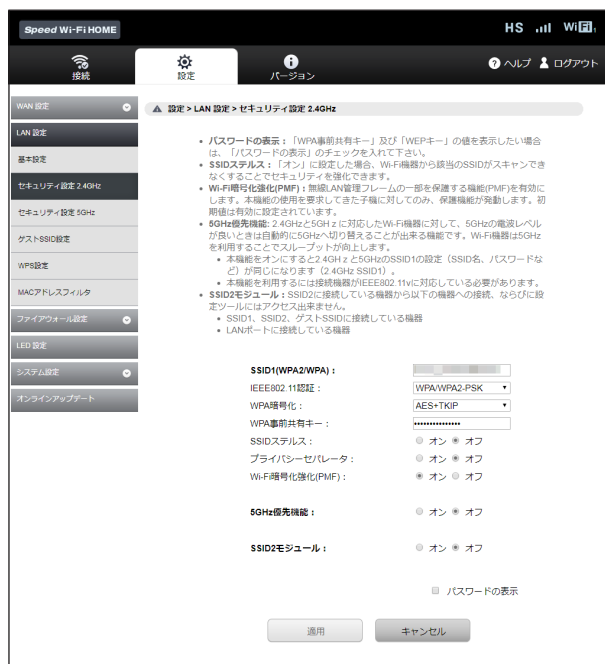 Speed Wi-Fi HOME
HS
WiFi
接続
設定
バージョン
? ヘルプ
ログアウト
WAN 設定
LAN 設定
基本設定
セキュリティ設定 2.4GHz
セキュリティ設定 5GHz
ゲストSSID設定
WPS設定
MACアドレスフィルタ
ファイアウォール設定
LED 設定
システム設定
オンラインアップデート
設定 > LAN 設定 > セキュリティ設定 2.4GHz
• パスワードの表示：「WPA事前共有キー」及び「WEPキー」の値を表示したい場合
は、「パスワードの表示」のチェックを入れて下さい。
• SSIDステルス：「オン」に設定した場合、Wi-Fi機器から該当のSSIDがスキャンでき
なくすることでセキュリティを強化できます。
• Wi-Fi暗号化強化(PMF)：無線LAN管理フレームの一部を保護する機能(PMF)を有効に
します。本機能の使用を要求してきた子機に対してのみ、保護機能が発動します。初
期値は有効に設定されています。
• 5GHz優先機能: 2.4GHzと5GHｚに対応したWi-Fi機器に対して、5GHzの電波レベル
が良いときは自動的に5GHzへ切り替えることが出来る機能です。Wi-Fi機器は5GHz
を利用することでスループットが向上します。
• 本機能をオンにすると2.4GHｚと5GHzのSSID1の設定（SSID名、パスワードな
ど）が同じになります（2.4GHz SSID1）。
• 本機能を利用するには接続機器がIEEE802.11vに対応している必要があります。
• SSID2モジュール：SSID2に接続している機器から以下の機器への接続、ならびに設
定ツールにはアクセス出来ません。
• SSID1、SSID2、ゲストSSIDに接続している機器
• LANポートに接続している機器
SSID1(WPA2/WPA)：
IEEE802.11認証： WPA/WPA2-PSK
WPA暗号化： AES+TKIP
WPA事前共有キー： •••••••••••••••
SSIDステルス： オン オフ
プライバシーセパレータ： オン オフ
Wi-Fi暗号化強化(PMF)： オン オフ
5GHz優先機能： オン オフ
SSID2モジュール： オン オフ
パスワードの表示
適用 キャンセル